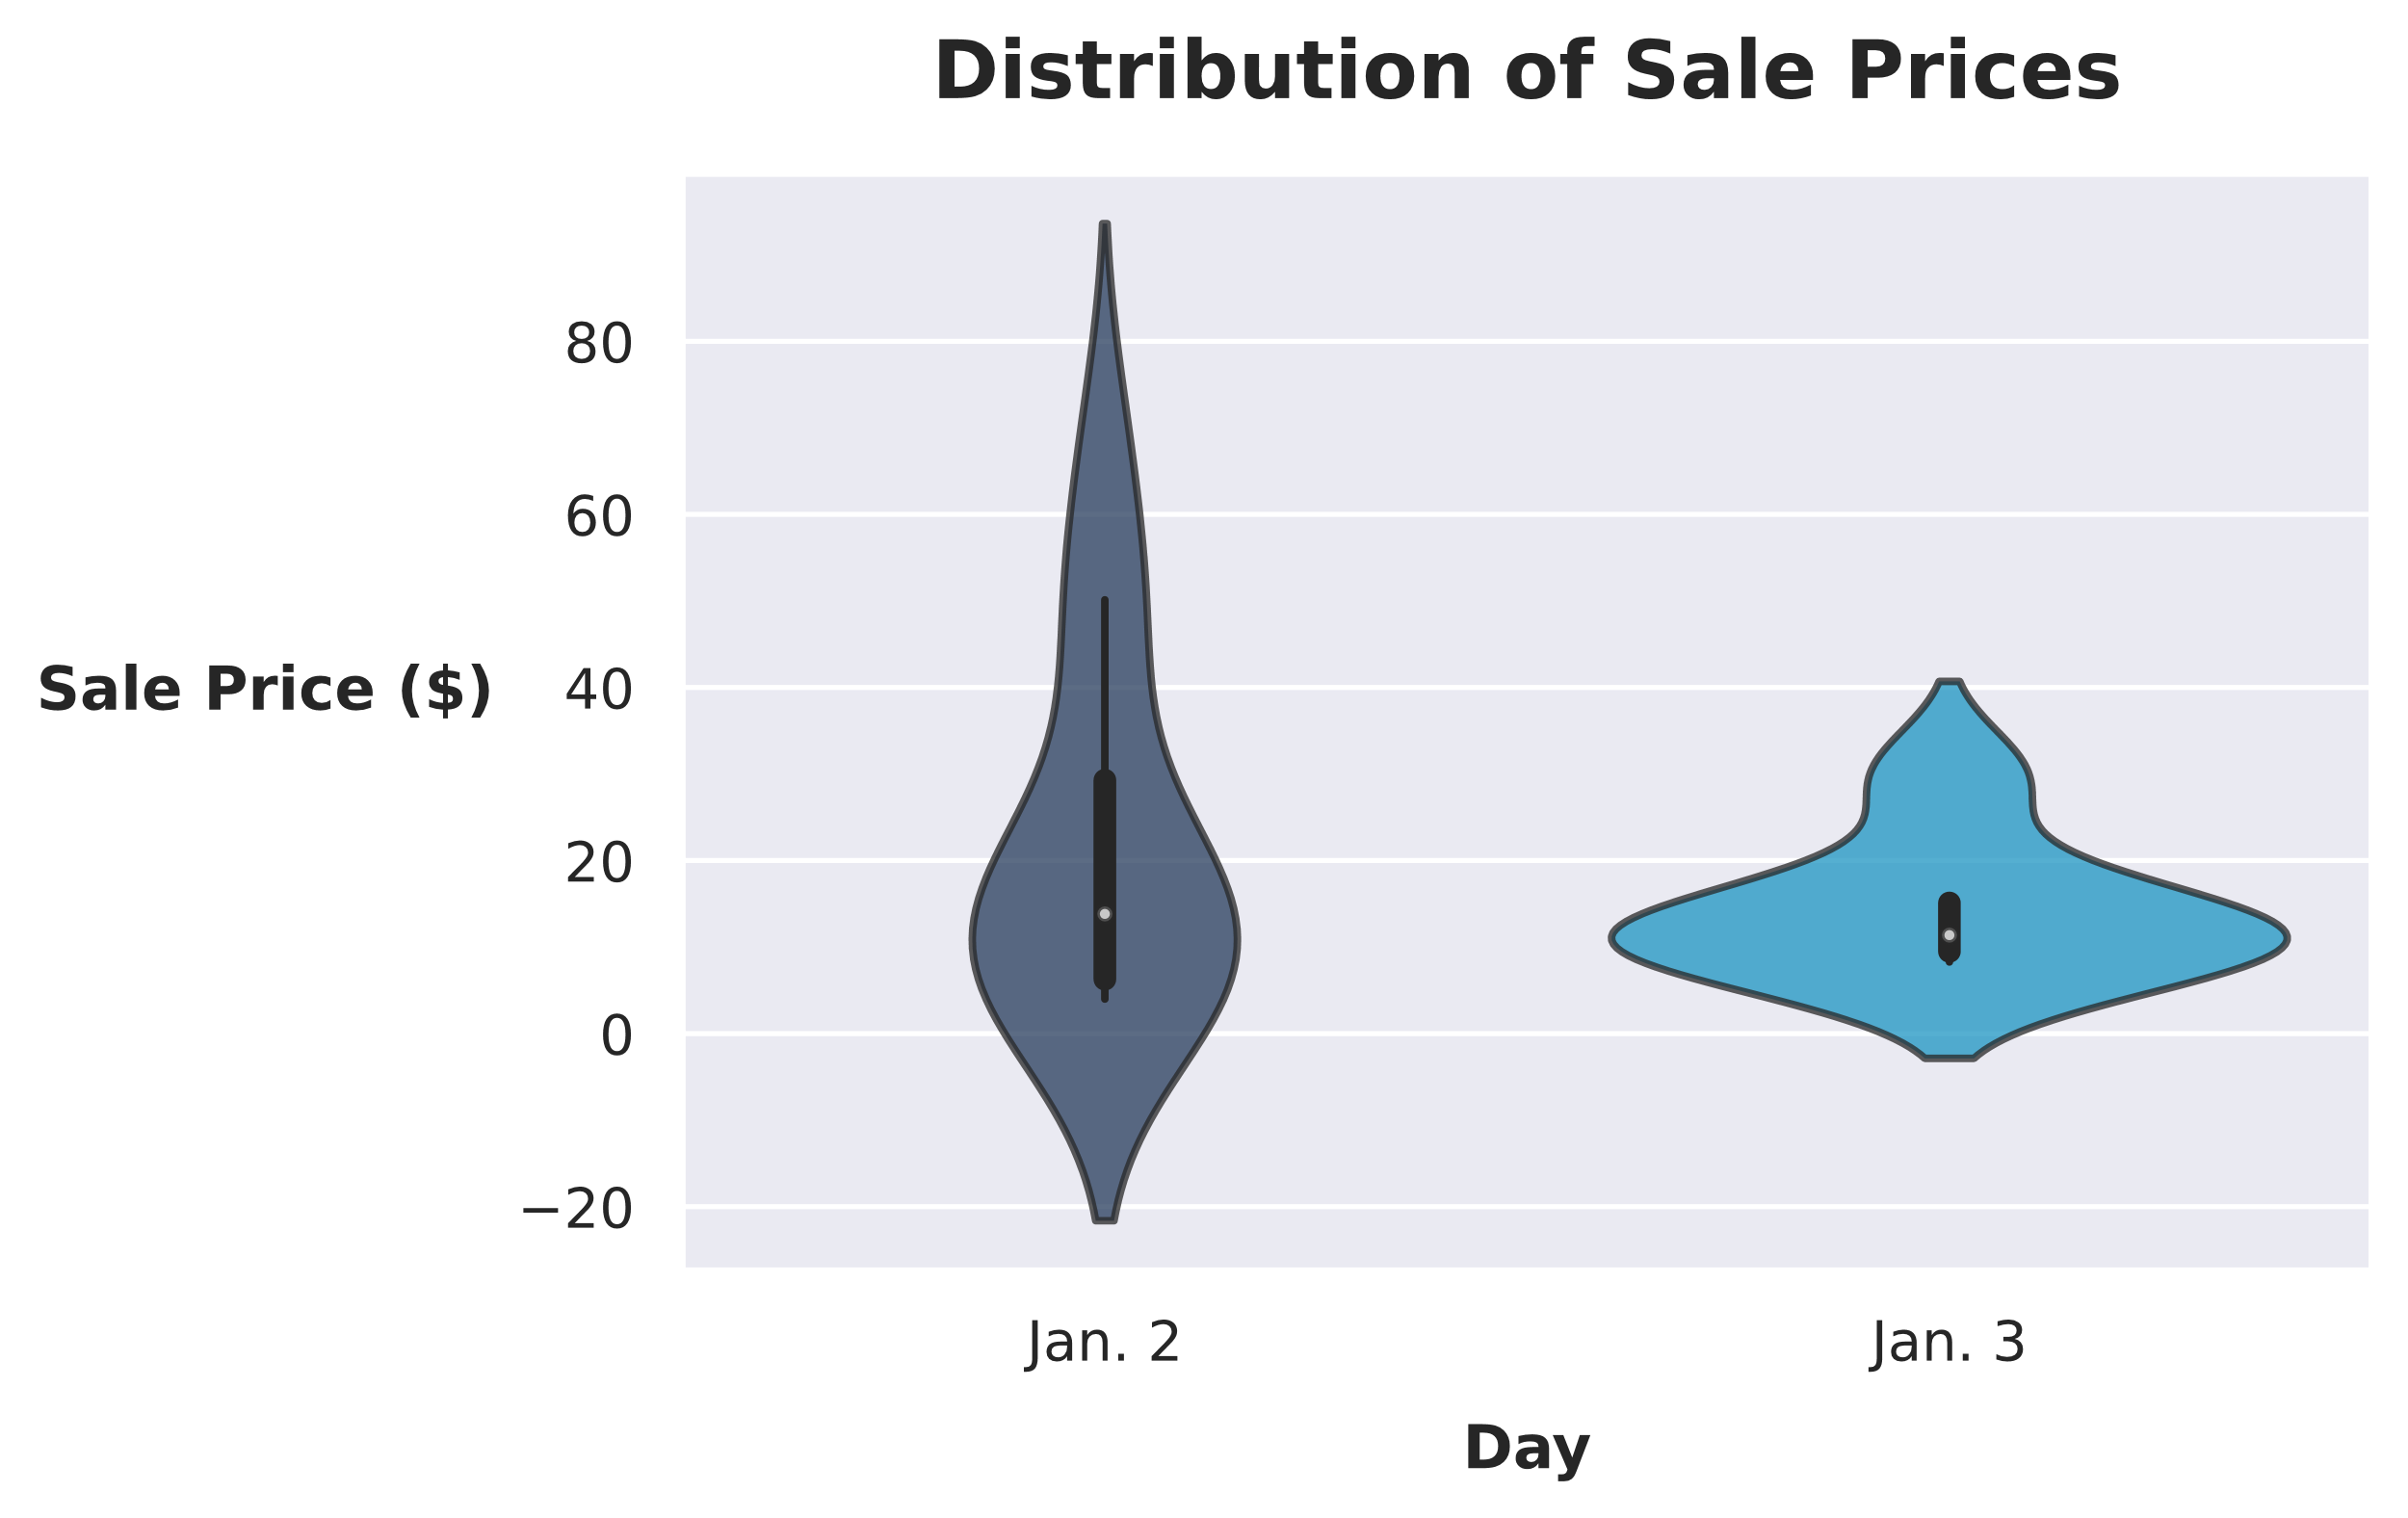 Distribution of Sale Prices
Sale Price ($)
80
60
40
20
0
−20
Jan. 2
Jan. 3
Day